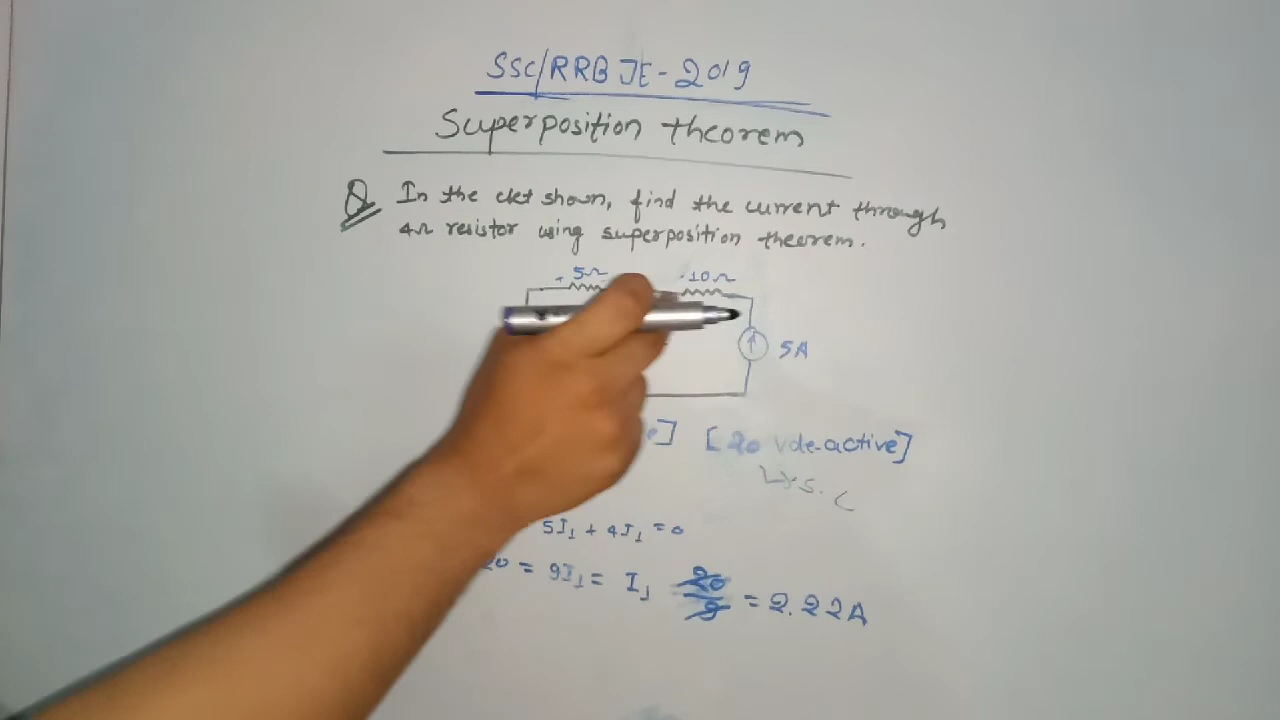 SSC/RRB JE-2019
Superposition theorem
Q In the ckt shown, find the current through
4Ω resistor using superposition theorem.
+ 5Ω 10Ω
5A
e] [20 V de-active]
↳ S.C
5I₁ + 4I₁ = 0
20 = 9I₁ = I₁ 20/9 = 2.22A